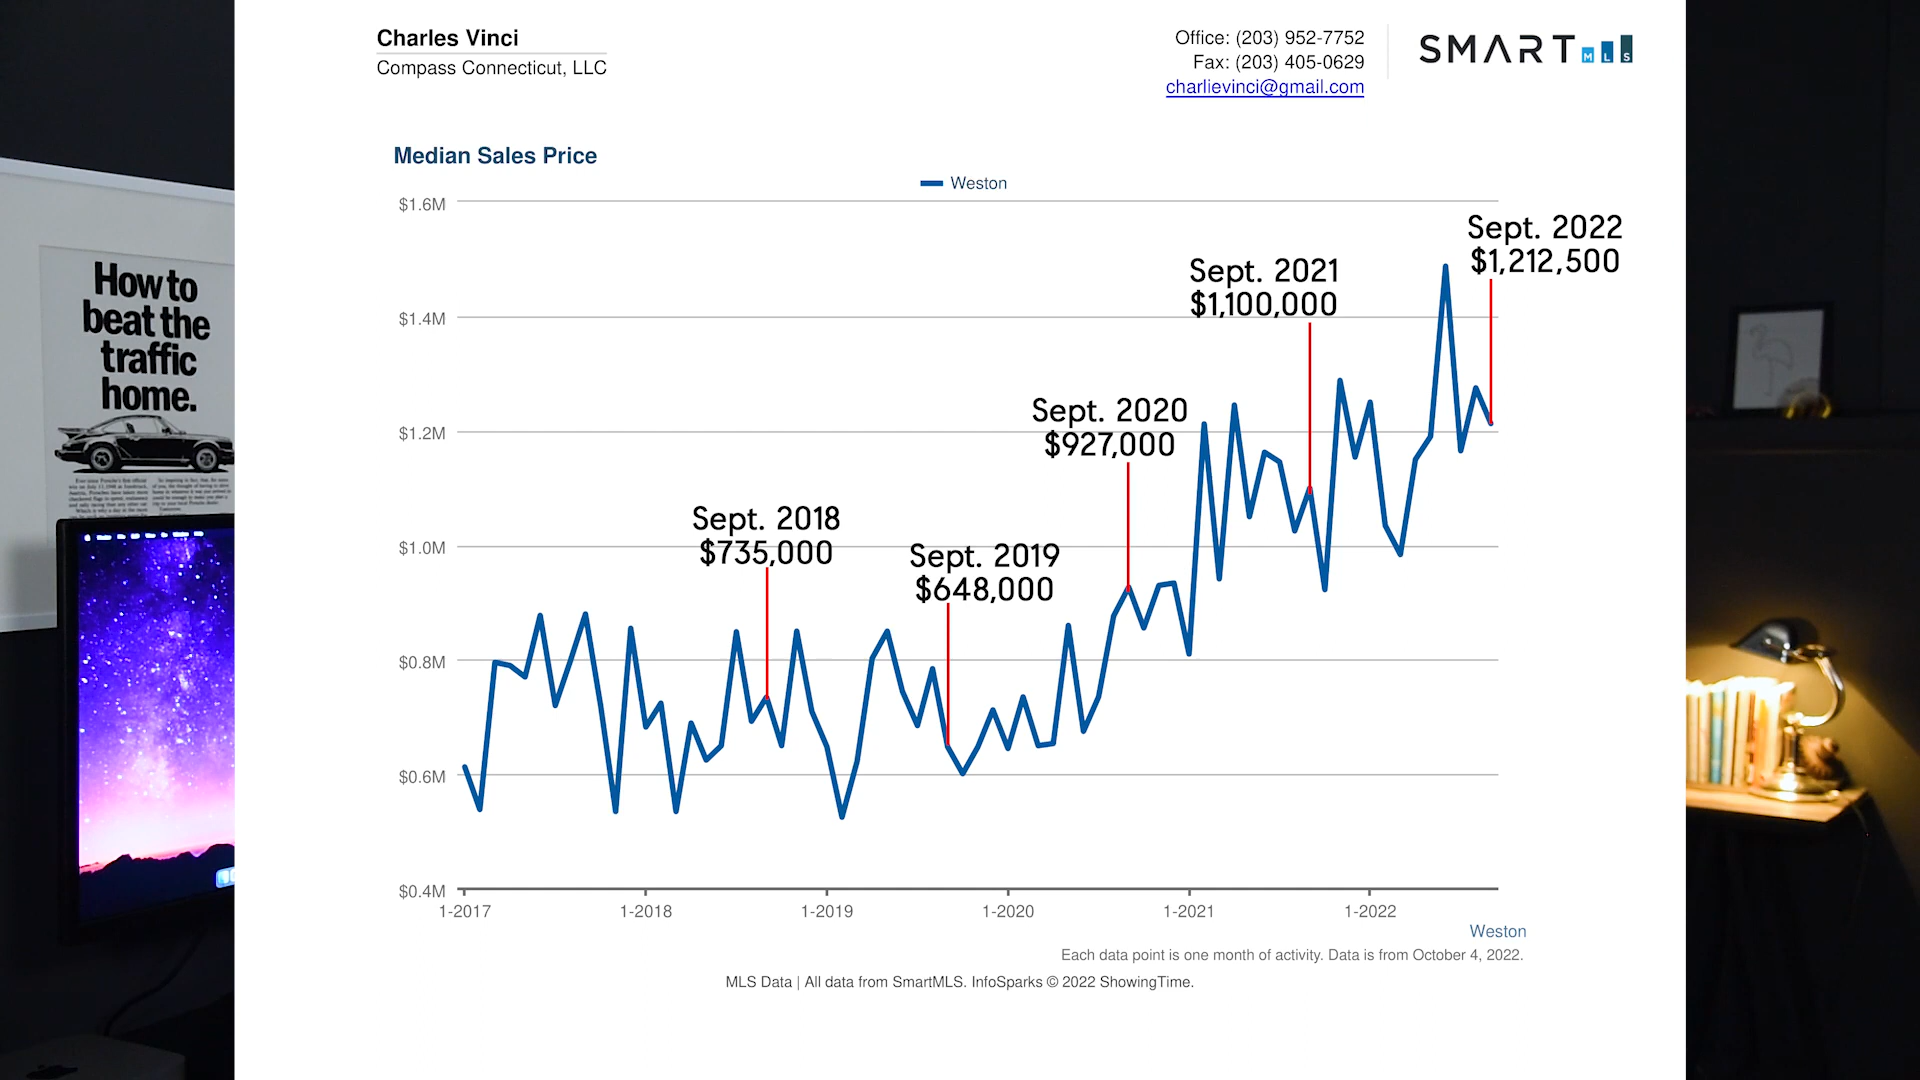 Charles Vinci
Compass Connecticut, LLC
Office: (203) 952-7752
Fax: (203) 405-0629
charlievinci@gmail.com
SMART MLS
Median Sales Price
Weston
$1.6M
$1.4M
$1.2M
$1.0M
$0.8M
$0.6M
$0.4M
Sept. 2018
$735,000
Sept. 2019
$648,000
Sept. 2020
$927,000
Sept. 2021
$1,100,000
Sept. 2022
$1,212,500
1-2017
1-2018
1-2019
1-2020
1-2021
1-2022
Weston
Each data point is one month of activity. Data is from October 4, 2022.
MLS Data | All data from SmartMLS. InfoSparks © 2022 ShowingTime.
How to
beat the
traffic
home.